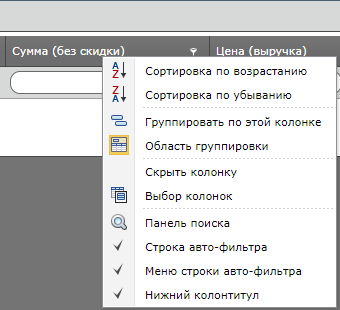 Сумма (без скидки) Цена (выручка)
Сортировка по возрастанию
Сортировка по убыванию
Группировать по этой колонке
Область группировки
Скрыть колонку
Выбор колонок
Панель поиска
Строка авто-фильтра
Меню строки авто-фильтра
Нижний колонтитул